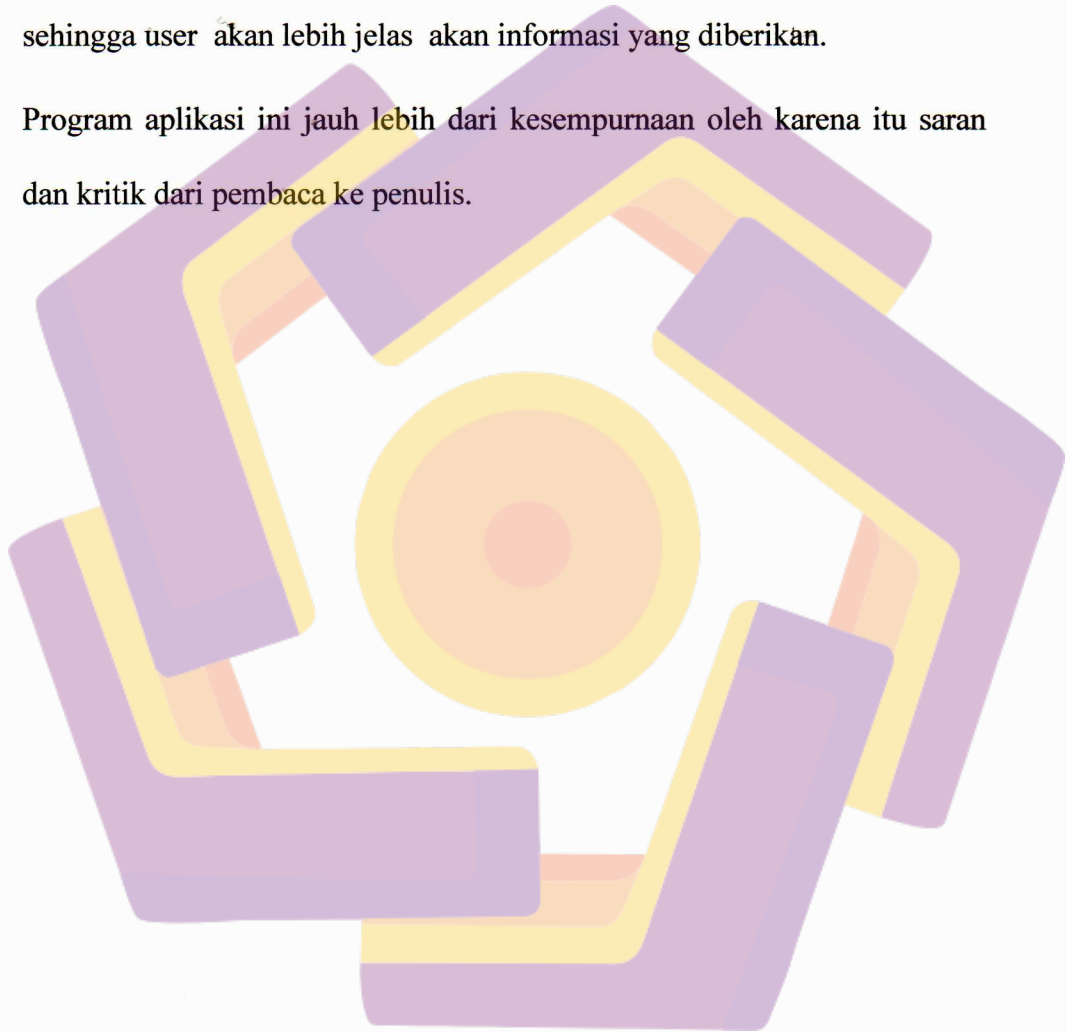 sehingga user akan lebih jelas akan informasi yang diberikan.
Program aplikasi ini jauh lebih dari kesempurnaan oleh karena itu saran
dan kritik dari pembaca ke penulis.